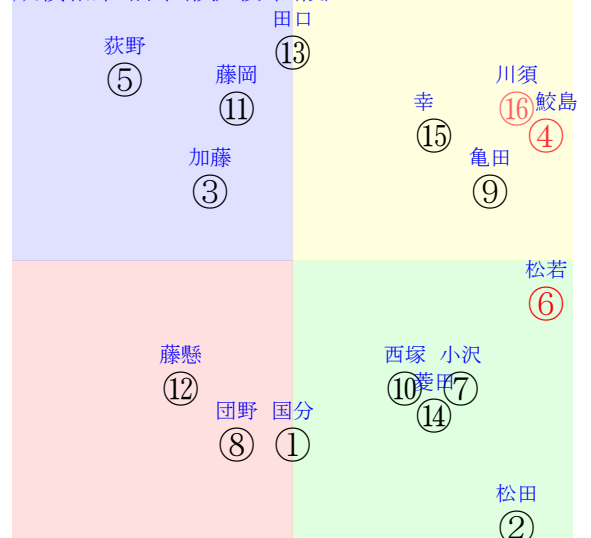 田口
⑬
荻野
⑤
藤岡
⑪
川須
⑯
幸
⑮
鮫島
④
加藤
③
亀田
⑨
松若
⑥
藤懸
⑫
西塚
⑩
小沢
⑦
菱田
⑭
団野
⑧
国分
①
松田
②